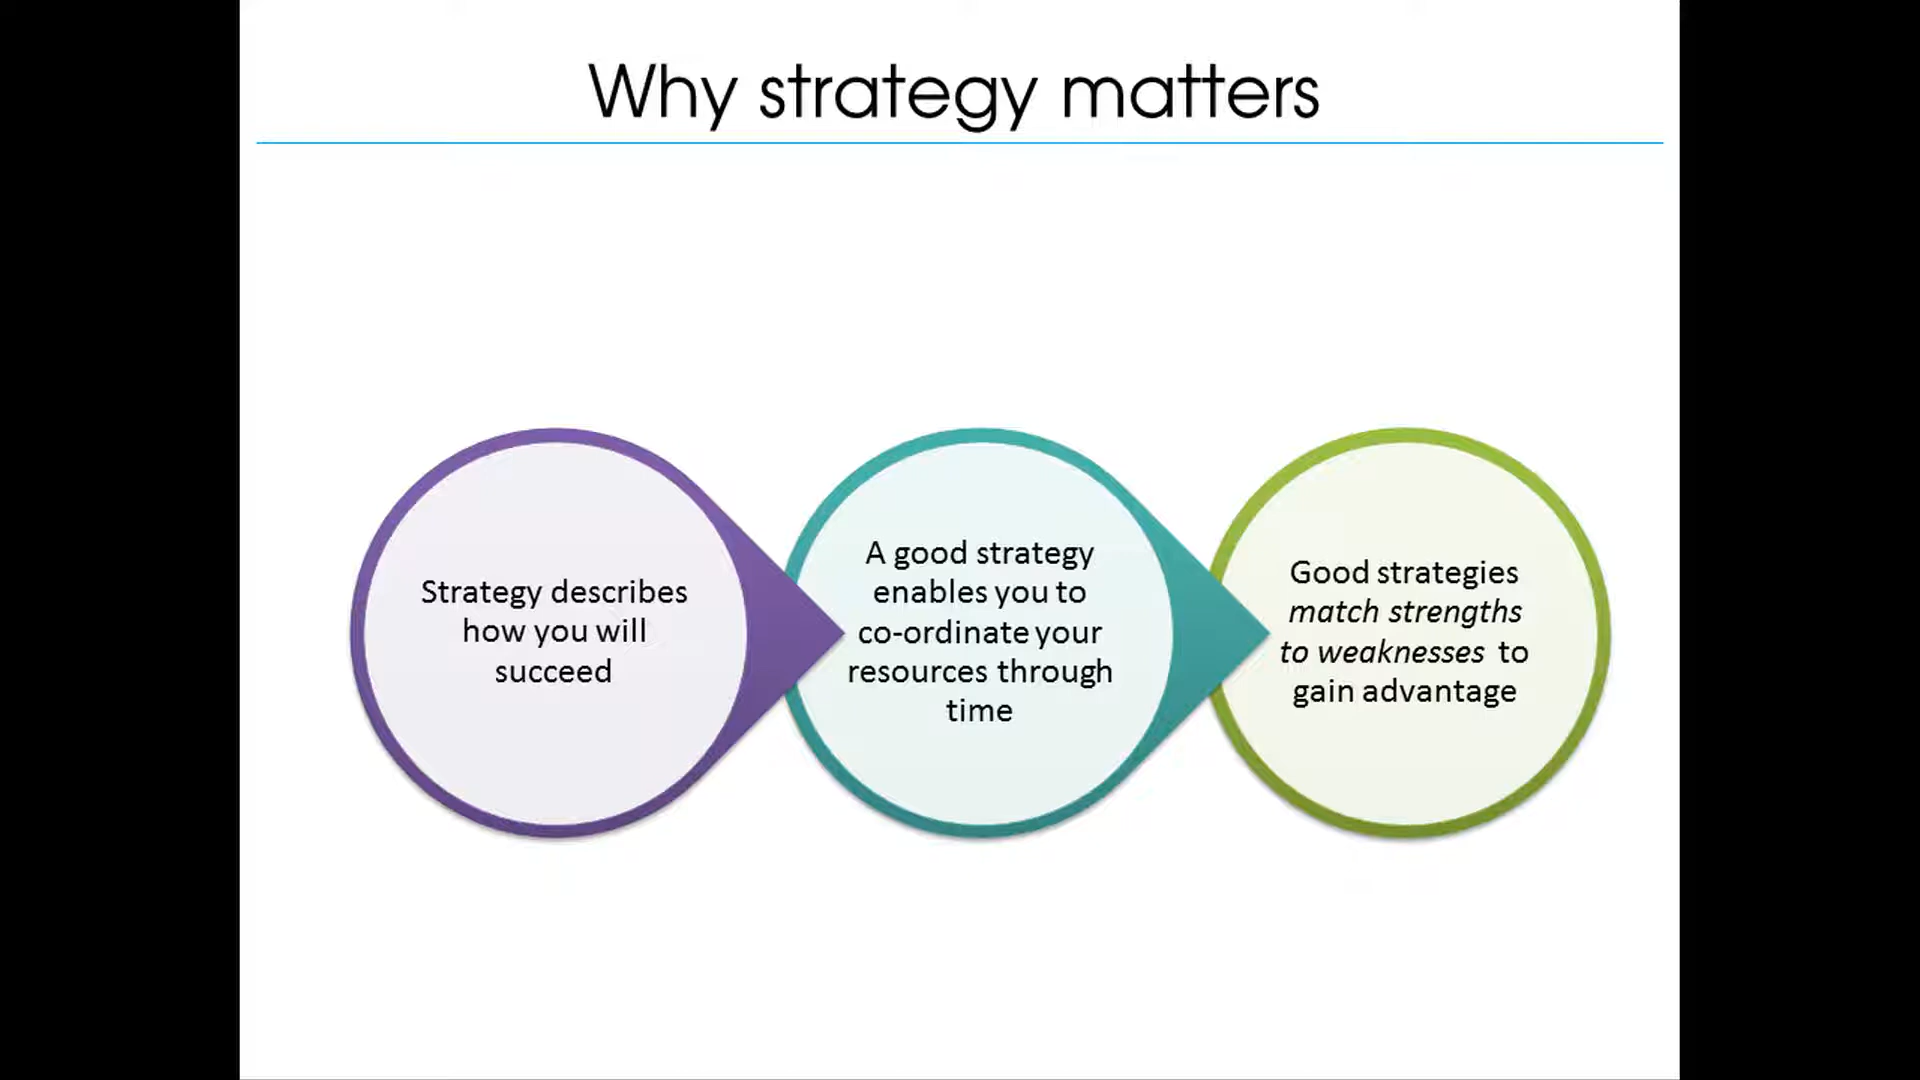 Why strategy matters
Strategy describes
how you will
succeed
A good strategy
enables you to
co-ordinate your
resources through
time
Good strategies
match strengths
to weaknesses to
gain advantage